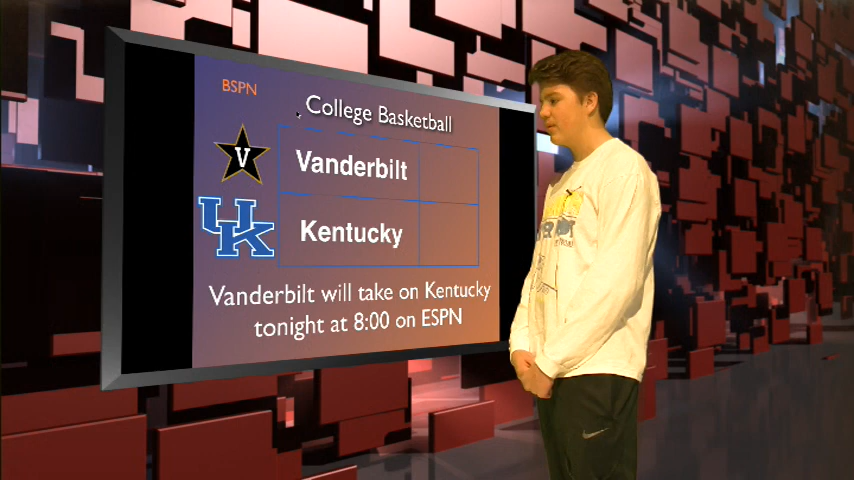 BSPN
College Basketball
V
Vanderbilt
UK
Kentucky
Vanderbilt will take on Kentucky
tonight at 8:00 on ESPN